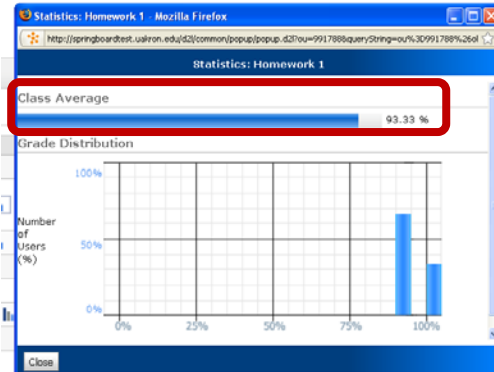 Statistics: Homework 1 - Mozilla Firefox
http://springboardtest.uakron.edu/d2l/common/popup/popup.d2l?ou=991788&queryString=ou%3D991788%26ol
Statistics: Homework 1
Class Average
93.33 %
Grade Distribution
Number
of
Users
(%)
100%
50%
0%
0% 25% 50% 75% 100%
Close